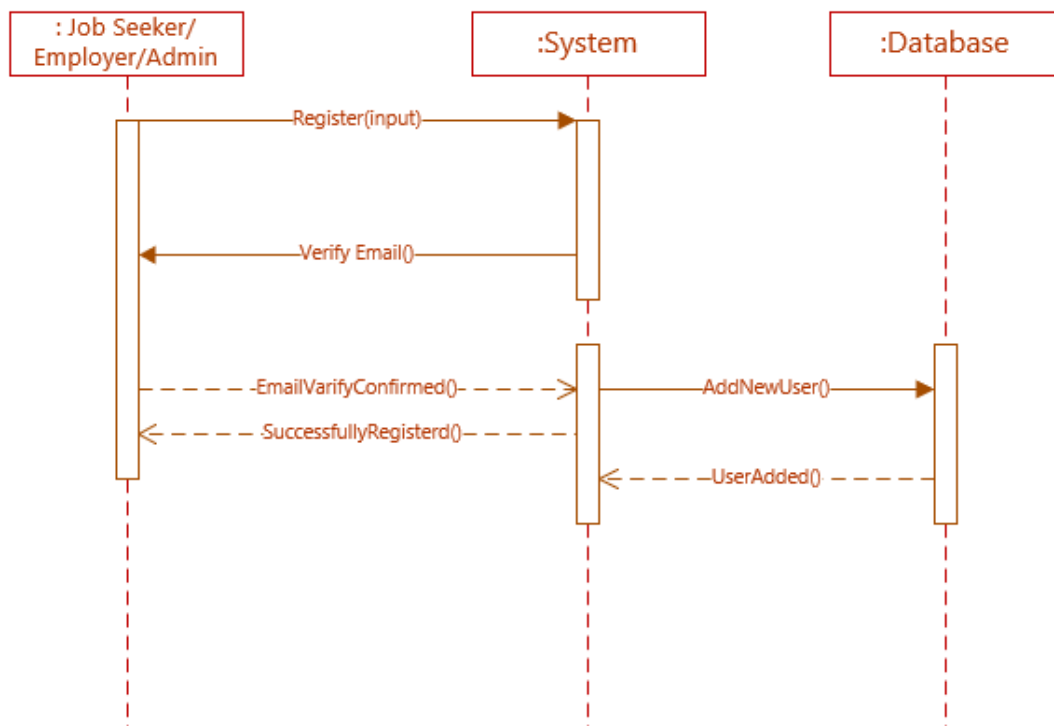 : Job Seeker/
Employer/Admin
:System
:Database
Register(input)
Verify Email()
EmailVarifyConfirmed()
AddNewUser()
SuccessfullyRegisterd()
UserAdded()